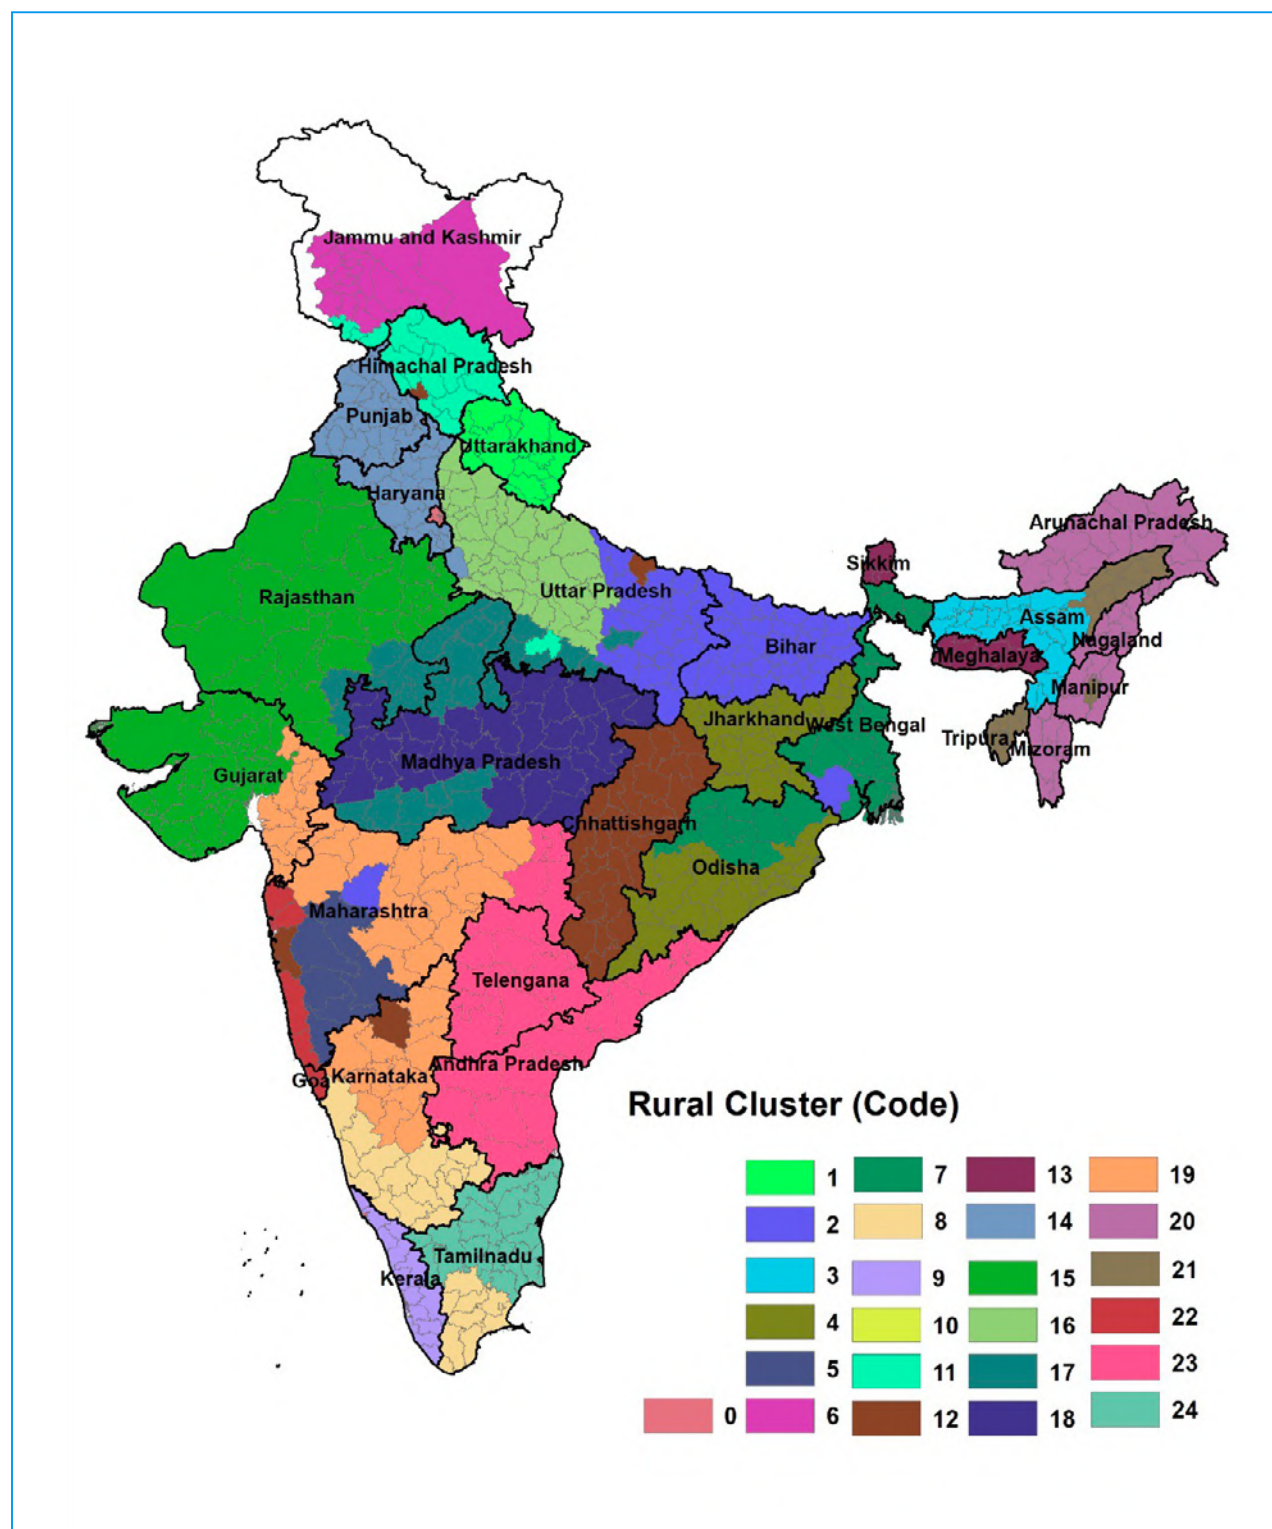 Jammu and Kashmir
Himachal Pradesh
Punjab
Uttarakhand
Haryana
Arunachal Pradesh
Sikkim
Uttar Pradesh
Rajasthan
Assam
Bihar
Nagaland
Meghalaya
Manipur
Jharkhand
West Bengal
Tripura
Mizoram
Madhya Pradesh
Gujarat
Chhattishgarh
Odisha
Maharashtra
Telengana
Andhra Pradesh
Goa
Karnataka
Tamilnadu
Kerala
Rural Cluster (Code)
1 7 13 19
2 8 14 20
3 9 15 21
4 10 16 22
5 11 17 23
0 6 12 18 24